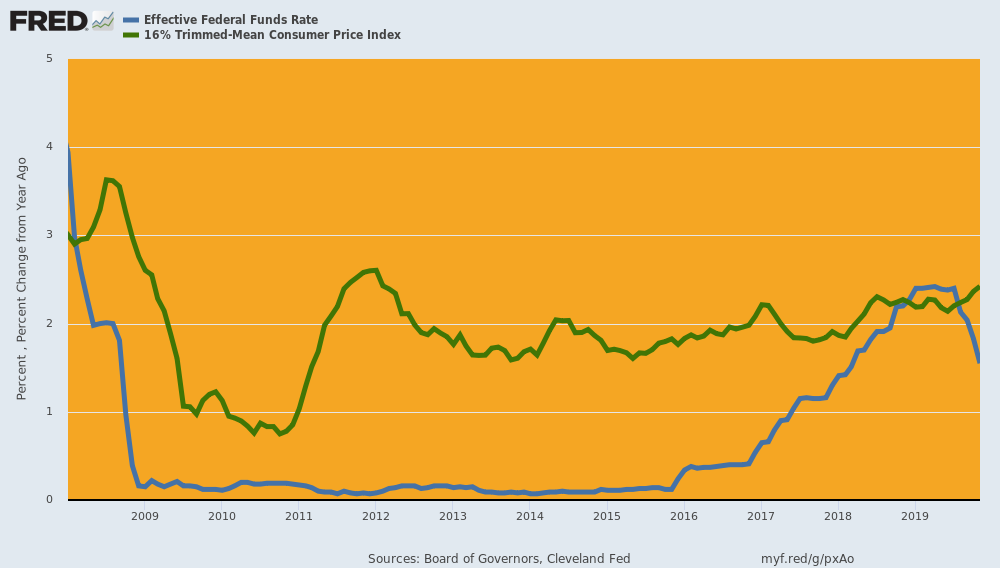 FRED
Effective Federal Funds Rate
16% Trimmed-Mean Consumer Price Index
Percent , Percent Change from Year Ago
5
4
3
2
1
0
2009 2010 2011 2012 2013 2014 2015 2016 2017 2018 2019
Sources: Board of Governors, Cleveland Fed myf.red/g/pxAo